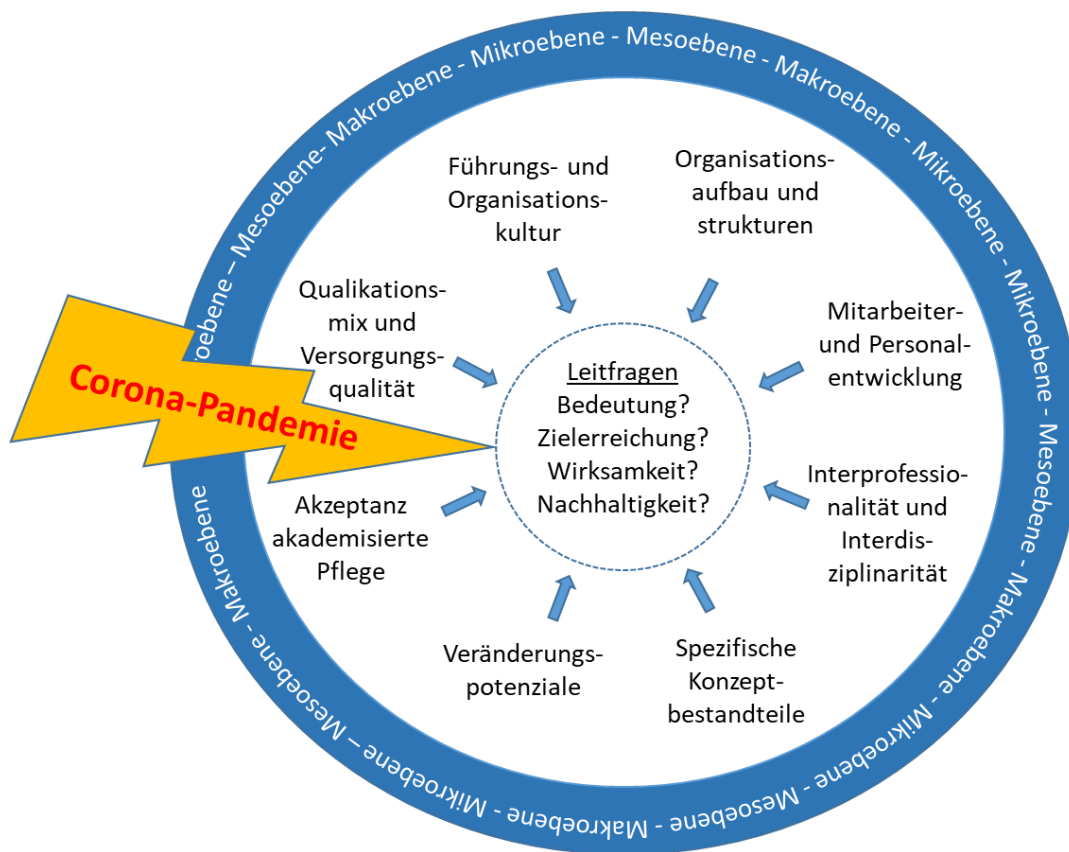 roebene – Mesoebene- Makroebene - Mikroebene - Mesoebene - Makroebene - Mikroebene - Mikroebene - Mesoebene - Makroebene - Mikroebene - Mesoebene - Makroebene - Mikroebene – Mesoebene - Makroebene
Führungs- und
Organisations-
kultur
Organisations-
aufbau und
strukturen
Qualikations-
mix und
Versorgungs-
qualität
Mitarbeiter-
und Personal-
entwicklung
Corona-Pandemie
Leitfragen
Bedeutung?
Zielerreichung?
Wirksamkeit?
Nachhaltigkeit?
Akzeptanz
akademisierte
Pflege
Interprofessio-
nalität und
Interdis-
ziplinarität
Veränderungs-
potenziale
Spezifische
Konzept-
bestandteile